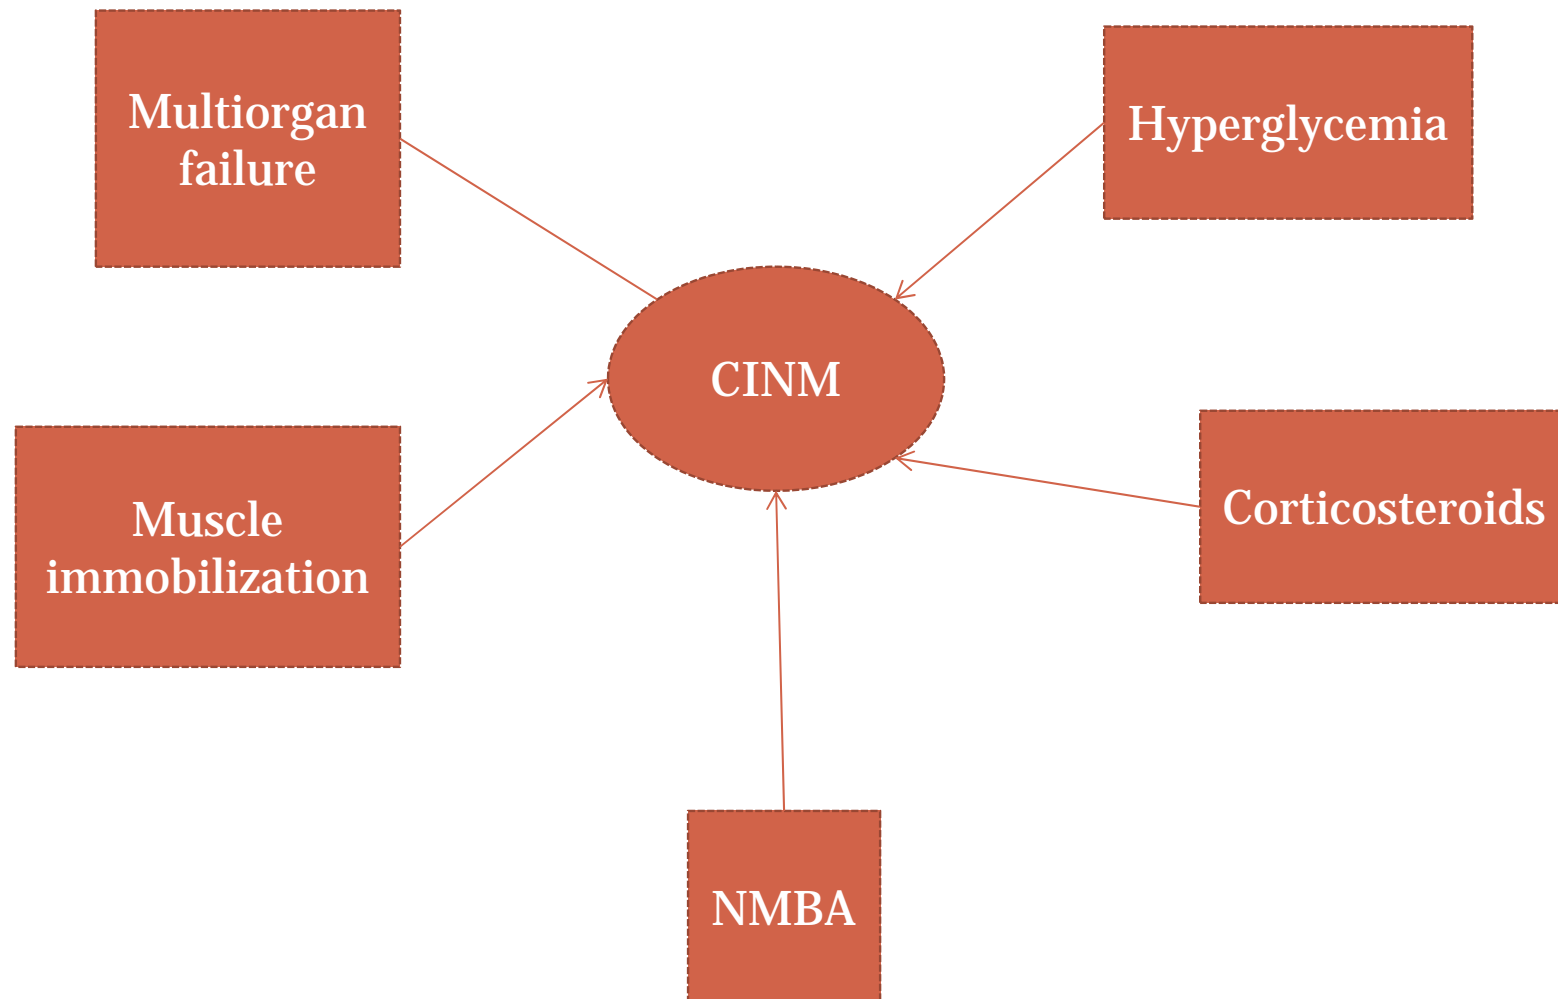 Multiorgan
failure
Hyperglycemia
CINM
Muscle
immobilization
Corticosteroids
NMBA